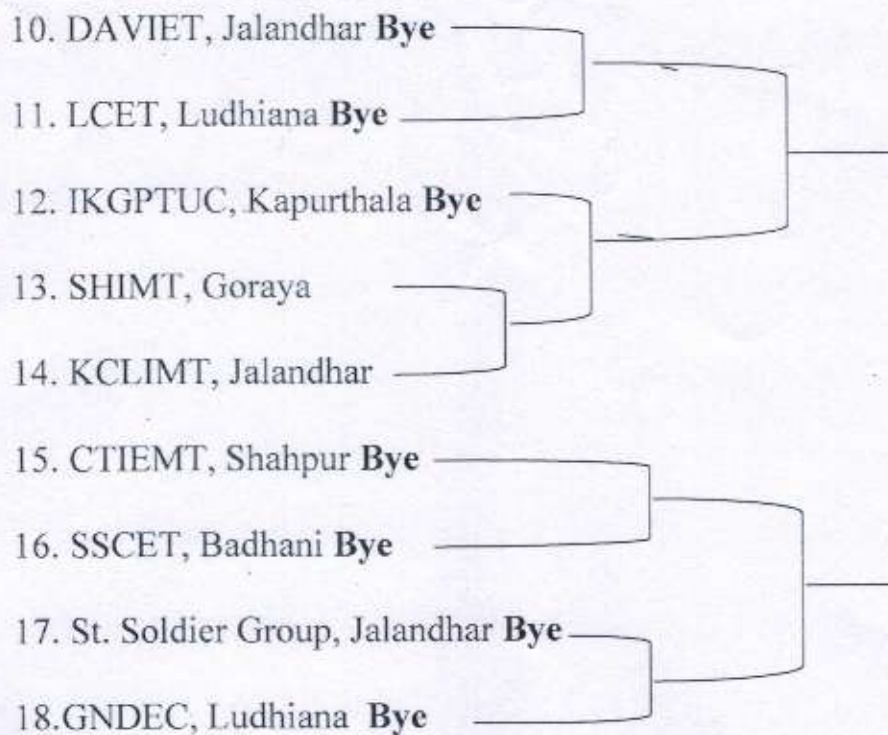 10. DAVIET, Jalandhar Bye
11. LCET, Ludhiana Bye
12. IKGPTUC, Kapurthala Bye
13. SHIMT, Goraya
14. KCLIMT, Jalandhar
15. CTIEMT, Shahpur Bye
16. SSCET, Badhani Bye
17. St. Soldier Group, Jalandhar Bye
18.GNDEC, Ludhiana Bye